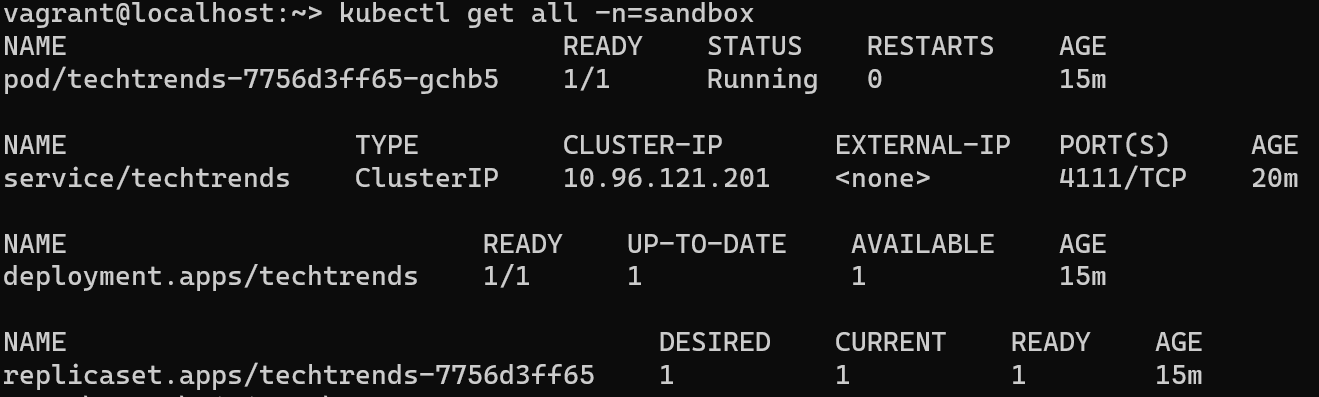 vagrant@localhost:~> kubectl get all -n=sandbox
NAME READY STATUS RESTARTS AGE
pod/techtrends-7756d3ff65-gchb5 1/1 Running 0 15m
NAME TYPE CLUSTER-IP EXTERNAL-IP PORT(S) AGE
service/techtrends ClusterIP 10.96.121.201 <none> 4111/TCP 20m
NAME READY UP-TO-DATE AVAILABLE AGE
deployment.apps/techtrends 1/1 1 1 15m
NAME DESIRED CURRENT READY AGE
replicaset.apps/techtrends-7756d3ff65 1 1 1 15m